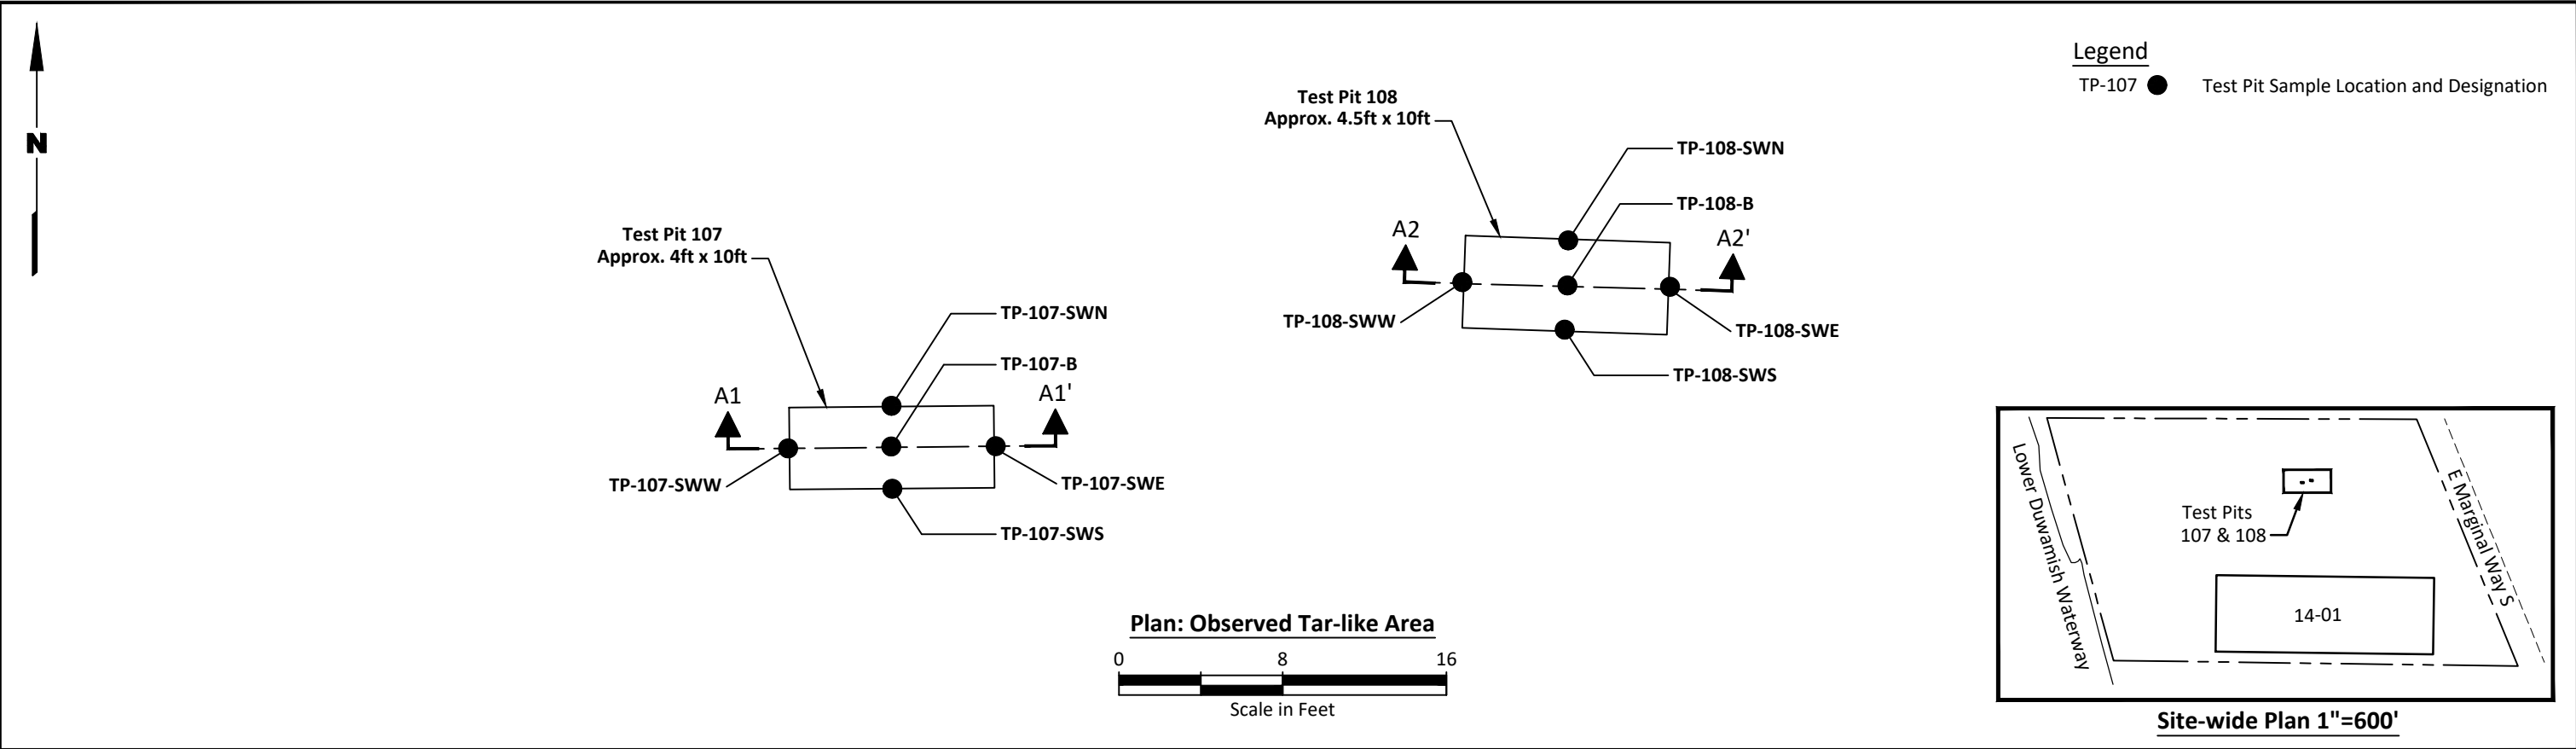 N
Test Pit 107
Approx. 4ft x 10ft
TP-107-SWN
TP-107-B
A1
A1'
TP-107-SWW
TP-107-SWE
TP-107-SWS
Test Pit 108
Approx. 4.5ft x 10ft
TP-108-SWN
TP-108-B
A2
A2'
TP-108-SWW
TP-108-SWE
TP-108-SWS
Plan: Observed Tar-like Area
0 8 16
Scale in Feet
Legend
TP-107 Test Pit Sample Location and Designation
Lower Duwamish Waterway
E Marginal Way S
Test Pits
107 & 108
14-01
Site-wide Plan 1"=600'